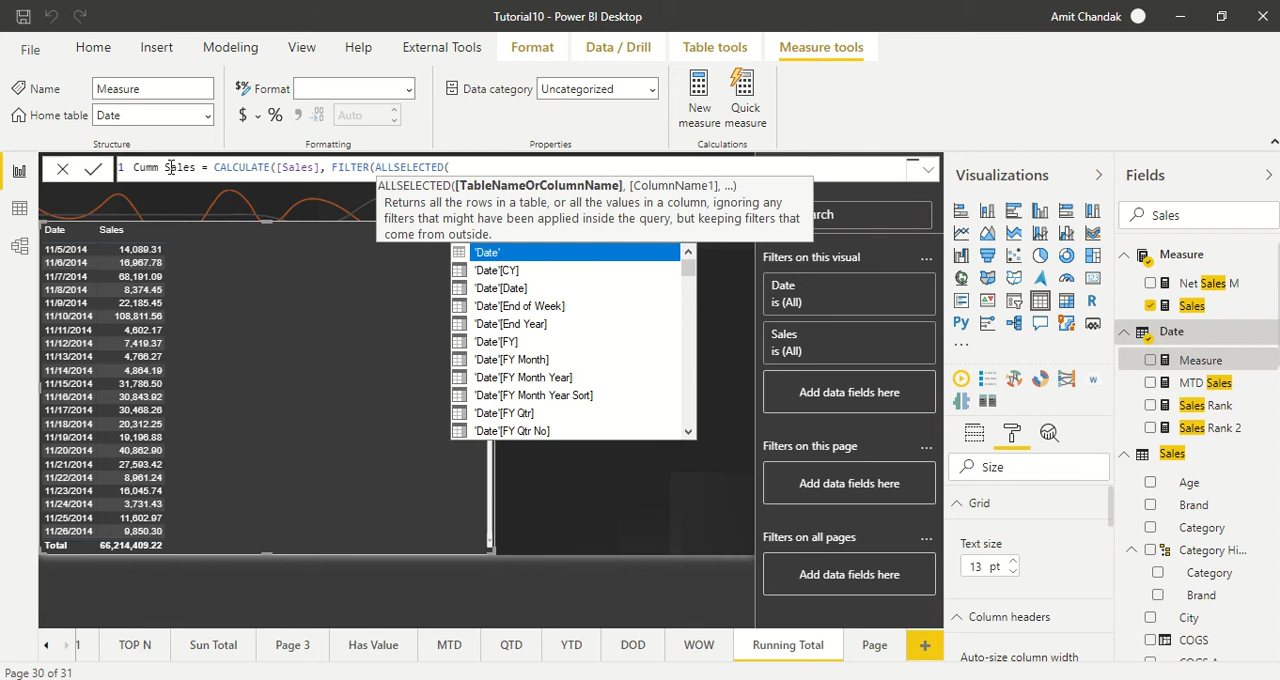 Tutorial10 - Power BI Desktop
Amit Chandak
File
Home
Insert
Modeling
View
Help
External Tools
Format
Data / Drill
Table tools
Measure tools
Name
Measure
Home table
Date
Structure
Format
$ % 9 Auto
Formatting
Data category
Uncategorized
Properties
New measure
Quick measure
Calculations
1 Cumm Sales = CALCULATE([Sales], FILTER(ALLSELECTED(
ALLSELECTED([TableNameOrColumnName], [ColumnName1], ...)
Returns all the rows in a table, or all the values in a column, ignoring any
filters that might have been applied inside the query, but keeping filters that
come from outside.
'Date'
'Date'[CY]
'Date'[Date]
'Date'[End of Week]
'Date'[End Year]
'Date'[FY]
'Date'[FY Month]
'Date'[FY Month Year]
'Date'[FY Month Year Sort]
'Date'[FY Qtr]
'Date'[FY Qtr No]
Date Sales
11/5/2014 14,089.31
11/6/2014 16,967.78
11/7/2014 68,191.09
11/8/2014 8,374.45
11/9/2014 22,185.45
11/10/2014 108,811.56
11/11/2014 4,602.17
11/12/2014 7,419.37
11/13/2014 4,766.27
11/14/2014 4,864.19
11/15/2014 31,786.50
11/16/2014 30,843.92
11/17/2014 30,468.26
11/18/2014 20,312.25
11/19/2014 19,196.88
11/20/2014 40,862.90
11/21/2014 27,593.42
11/22/2014 8,961.24
11/23/2014 16,045.74
11/24/2014 3,731.43
11/25/2014 11,602.97
11/26/2014 9,850.30
Total 66,214,409.22
arch
Filters on this visual ...
Date
is (All)
Sales
is (All)
Add data fields here
Filters on this page ...
Add data fields here
Filters on all pages ...
Add data fields here
Visualizations
R
Py
...
Size
Grid
Text size
13 pt
Column headers
Auto-size column width
Fields
Sales
Measure
Net Sales M
Sales
Date
Measure
MTD Sales
Sales Rank
Sales Rank 2
Sales
Age
Brand
Category
Category Hi...
Category
Brand
City
COGS
1
TOP N
Sun Total
Page 3
Has Value
MTD
QTD
YTD
DOD
WOW
Running Total
Page
+
Page 30 of 31